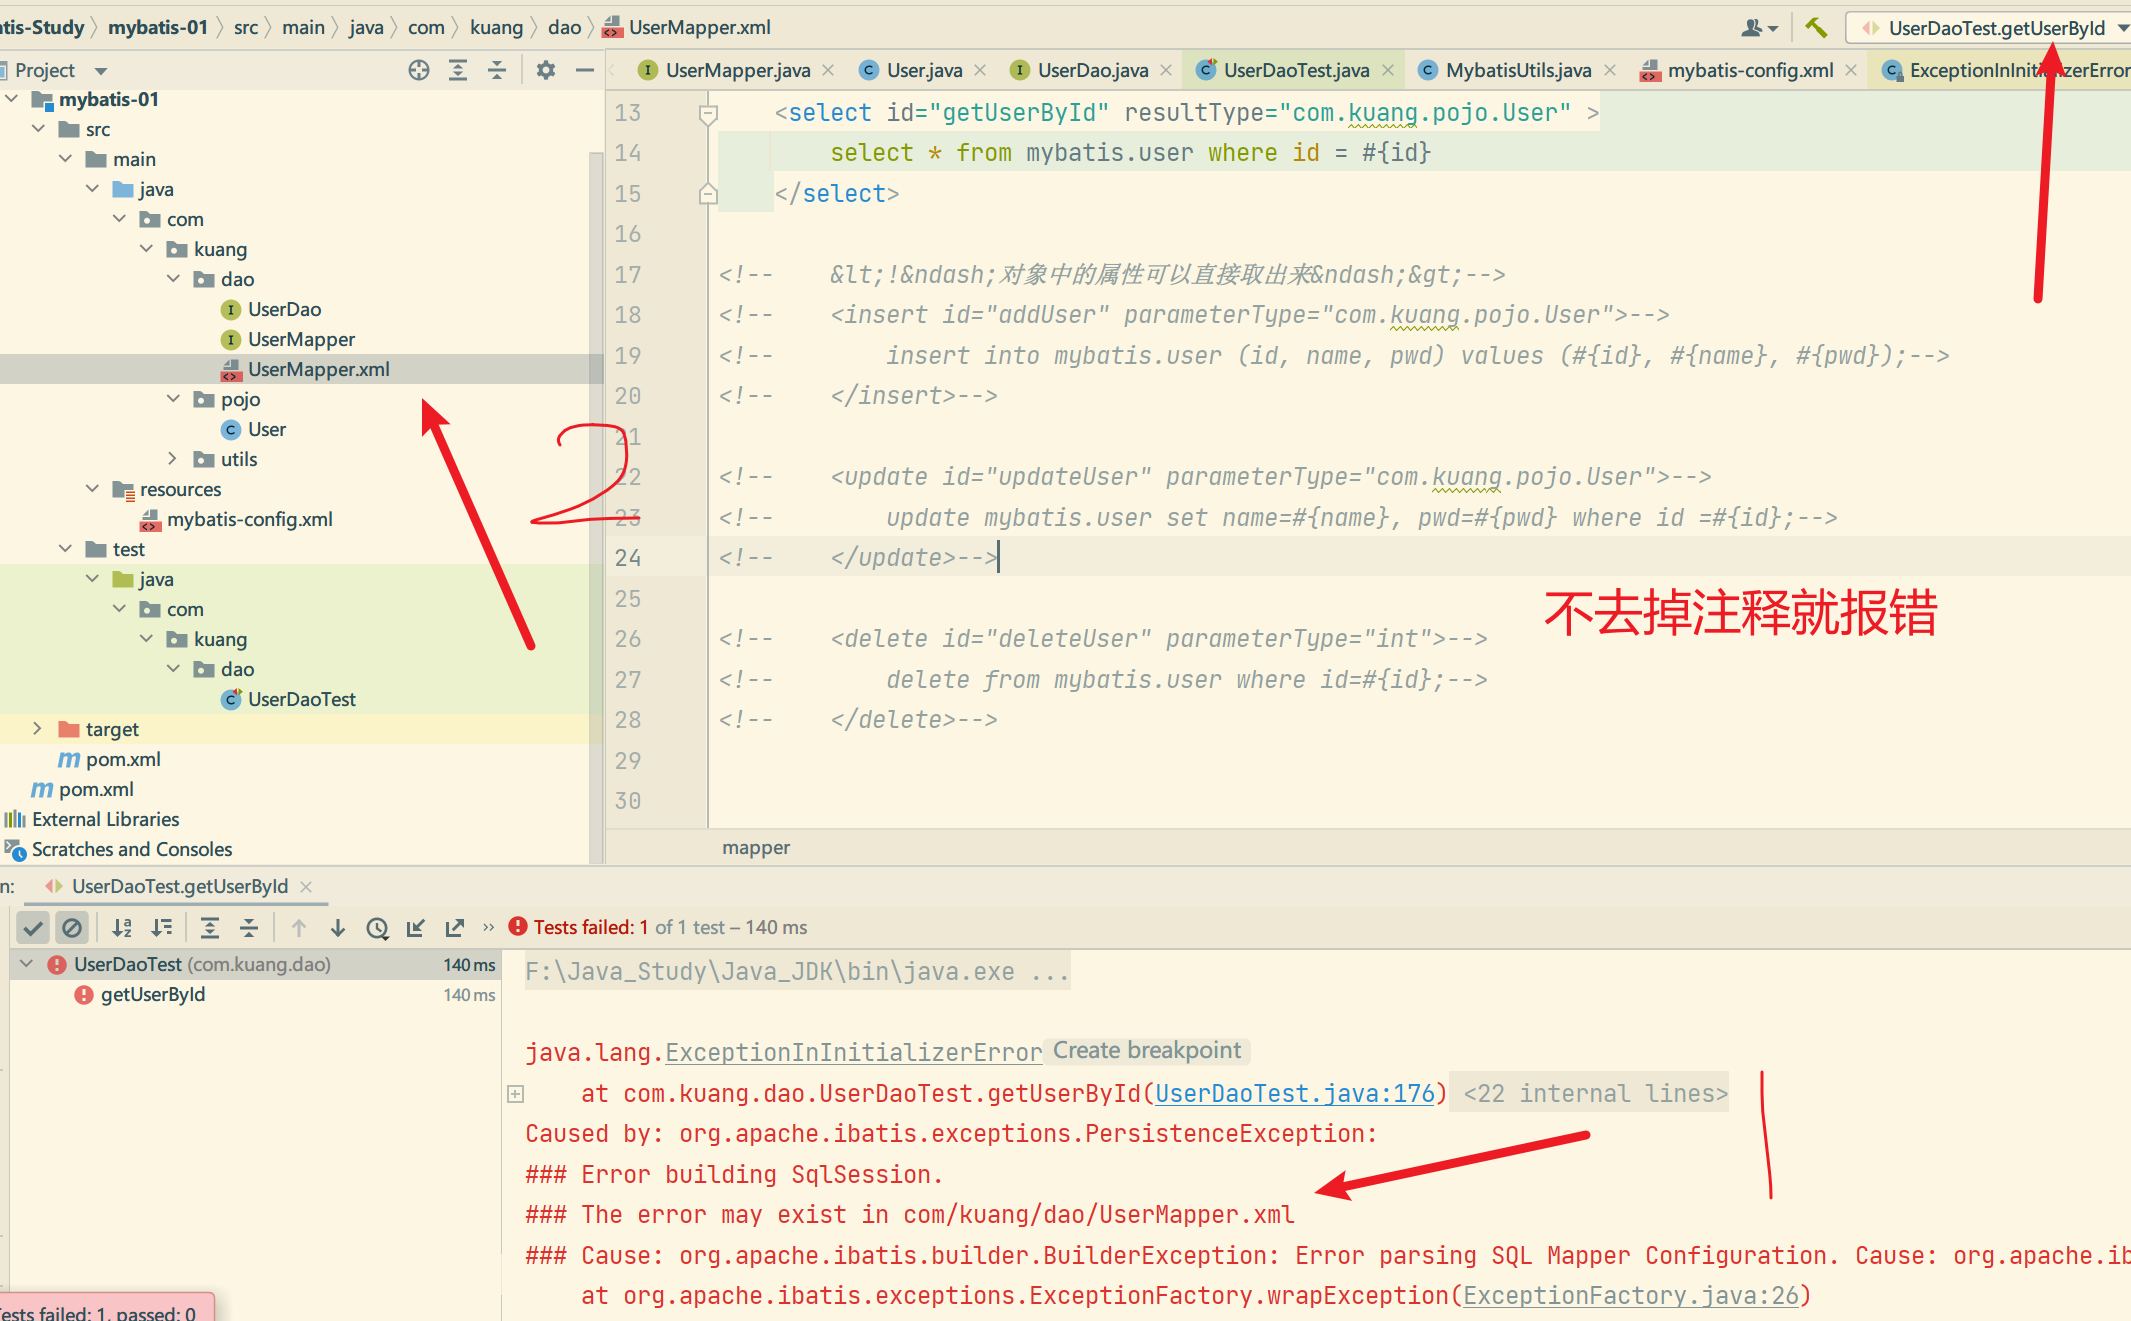 tis-Study 〉 mybatis-01 〉 src 〉 main 〉 java 〉 com 〉 kuang 〉 dao 〉 UserMapper.xml
UserDaoTest.getUserById
Project
UserMapper.java × User.java × UserDao.java × UserDaoTest.java × MybatisUtils.java × mybatis-config.xml × ExceptionInInitializerError
mybatis-01
src
main
java
com
kuang
dao
UserDao
UserMapper
UserMapper.xml
pojo
User
utils
resources
mybatis-config.xml
test
java
com
kuang
dao
UserDaoTest
target
pom.xml
pom.xml
External Libraries
Scratches and Consoles
13 <select id="getUserById" resultType="com.kuang.pojo.User" >
14 select * from mybatis.user where id = #{id}
15 </select>
16
17 <!-- &lt;!&ndash;对象中的属性可以直接取出来&ndash;&gt;-->
18 <!-- <insert id="addUser" parameterType="com.kuang.pojo.User">-->
19 <!-- insert into mybatis.user (id, name, pwd) values (#{id}, #{name}, #{pwd});-->
20 <!-- </insert>-->
21
22 <!-- <update id="updateUser" parameterType="com.kuang.pojo.User">-->
23 <!-- update mybatis.user set name=#{name}, pwd=#{pwd} where id =#{id};-->
24 <!-- </update>-->
25
26 <!-- <delete id="deleteUser" parameterType="int">-->
27 <!-- delete from mybatis.user where id=#{id};-->
28 <!-- </delete>-->
29
30
2
不去掉注释就报错
mapper
n: UserDaoTest.getUserById ×
Tests failed: 1 of 1 test – 140 ms
UserDaoTest (com.kuang.dao) 140 ms
getUserById 140 ms
F:\Java_Study\Java_JDK\bin\java.exe ...
java.lang.ExceptionInInitializerError Create breakpoint
at com.kuang.dao.UserDaoTest.getUserById(UserDaoTest.java:176) <22 internal lines>
Caused by: org.apache.ibatis.exceptions.PersistenceException:
### Error building SqlSession.
### The error may exist in com/kuang/dao/UserMapper.xml
### Cause: org.apache.ibatis.builder.BuilderException: Error parsing SQL Mapper Configuration. Cause: org.apache.ib
at org.apache.ibatis.exceptions.ExceptionFactory.wrapException(ExceptionFactory.java:26)
ests failed: 1, passed: 0